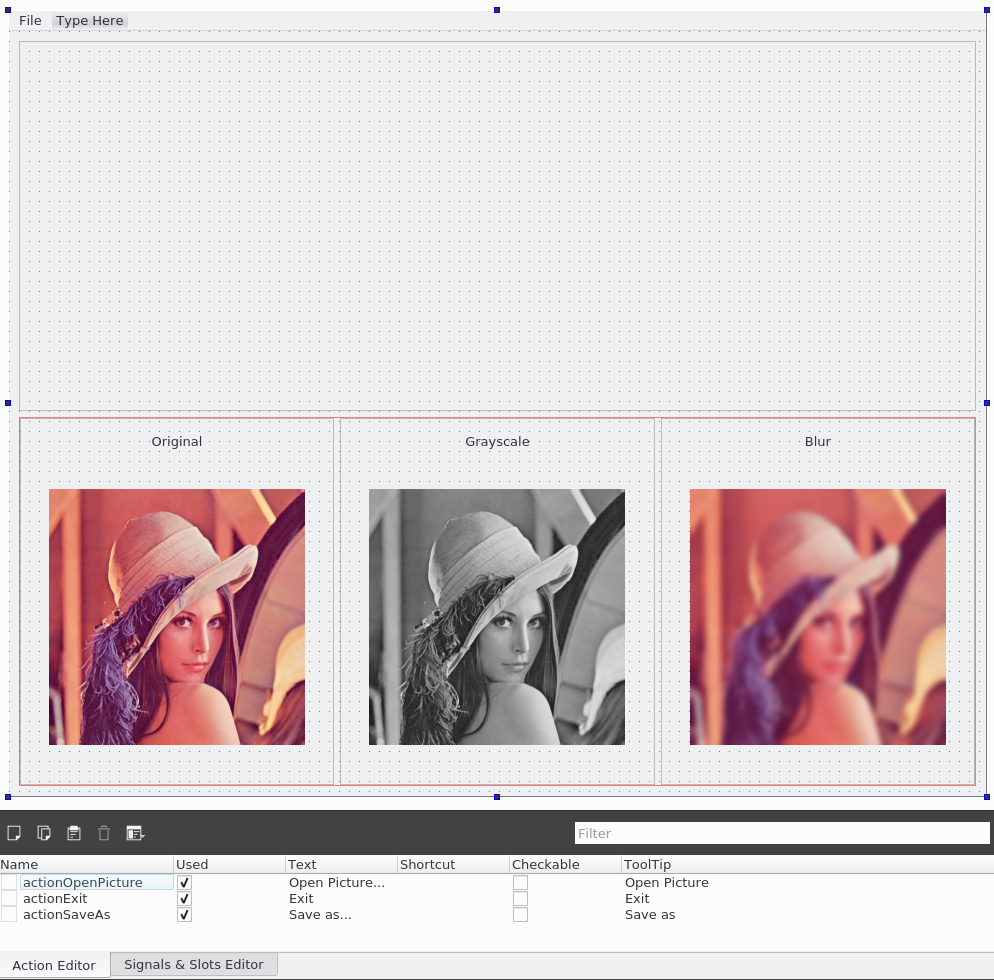 File Type Here
Original Grayscale Blur
Filter
Name Used Text Shortcut Checkable ToolTip
actionOpenPicture Open Picture... Open Picture
actionExit Exit Exit
actionSaveAs Save as... Save as
Action Editor Signals & Slots Editor